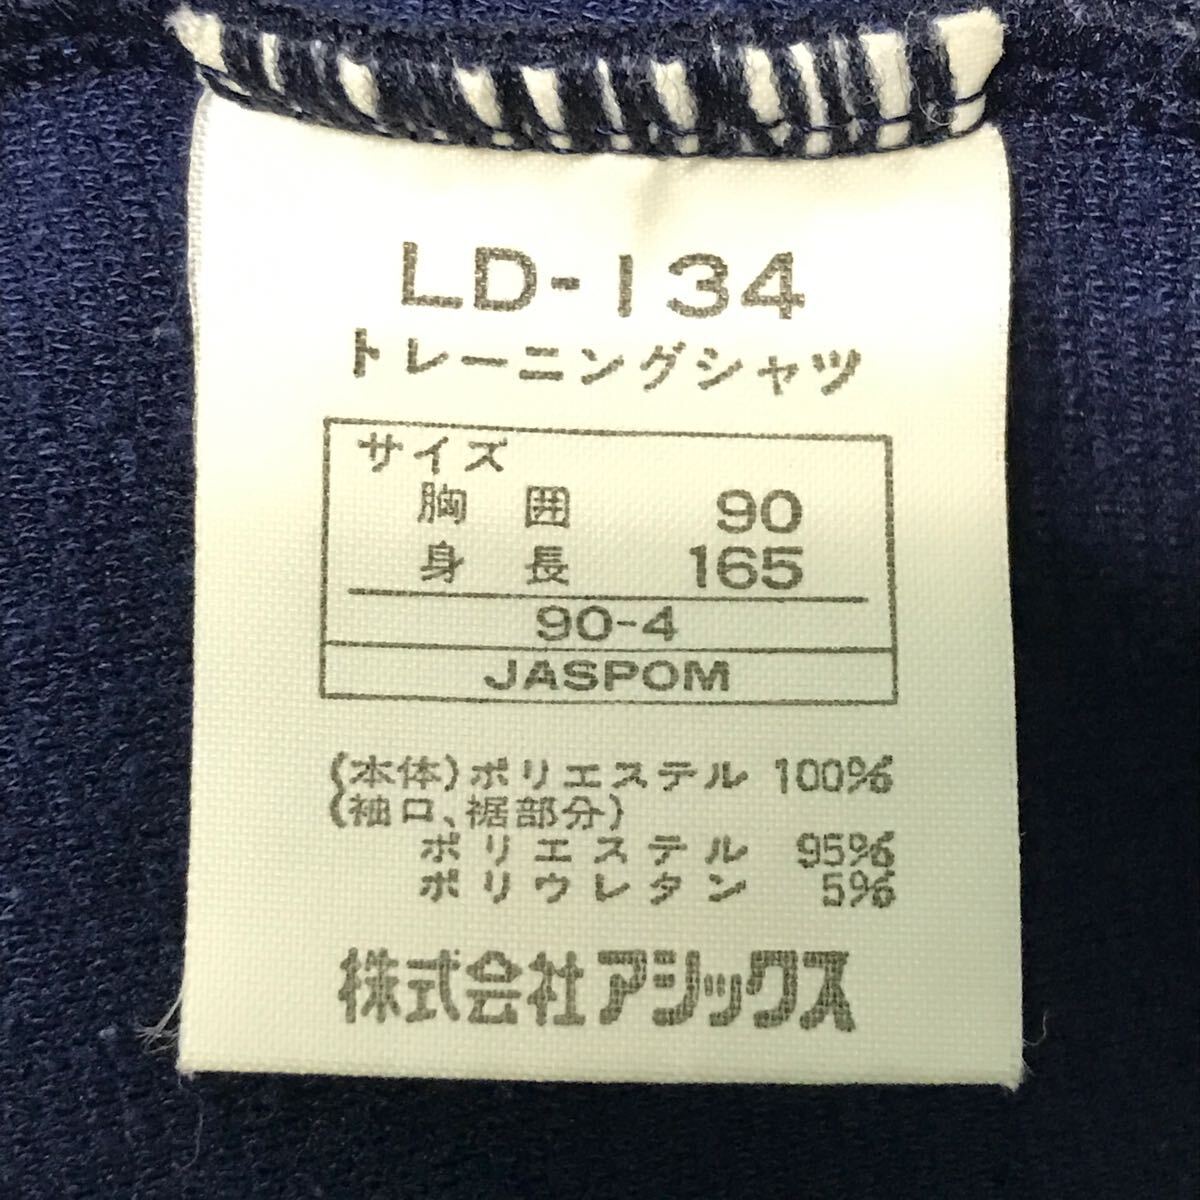 LD-134
トレーニングシャツ
サイズ
胸囲 90
身長 165
90-4
JASPOM
(本体)ポリエステル 100%
(袖口、裾部分)
ポリエステル 95%
ポリウレタン 5%
株式会社アシックス